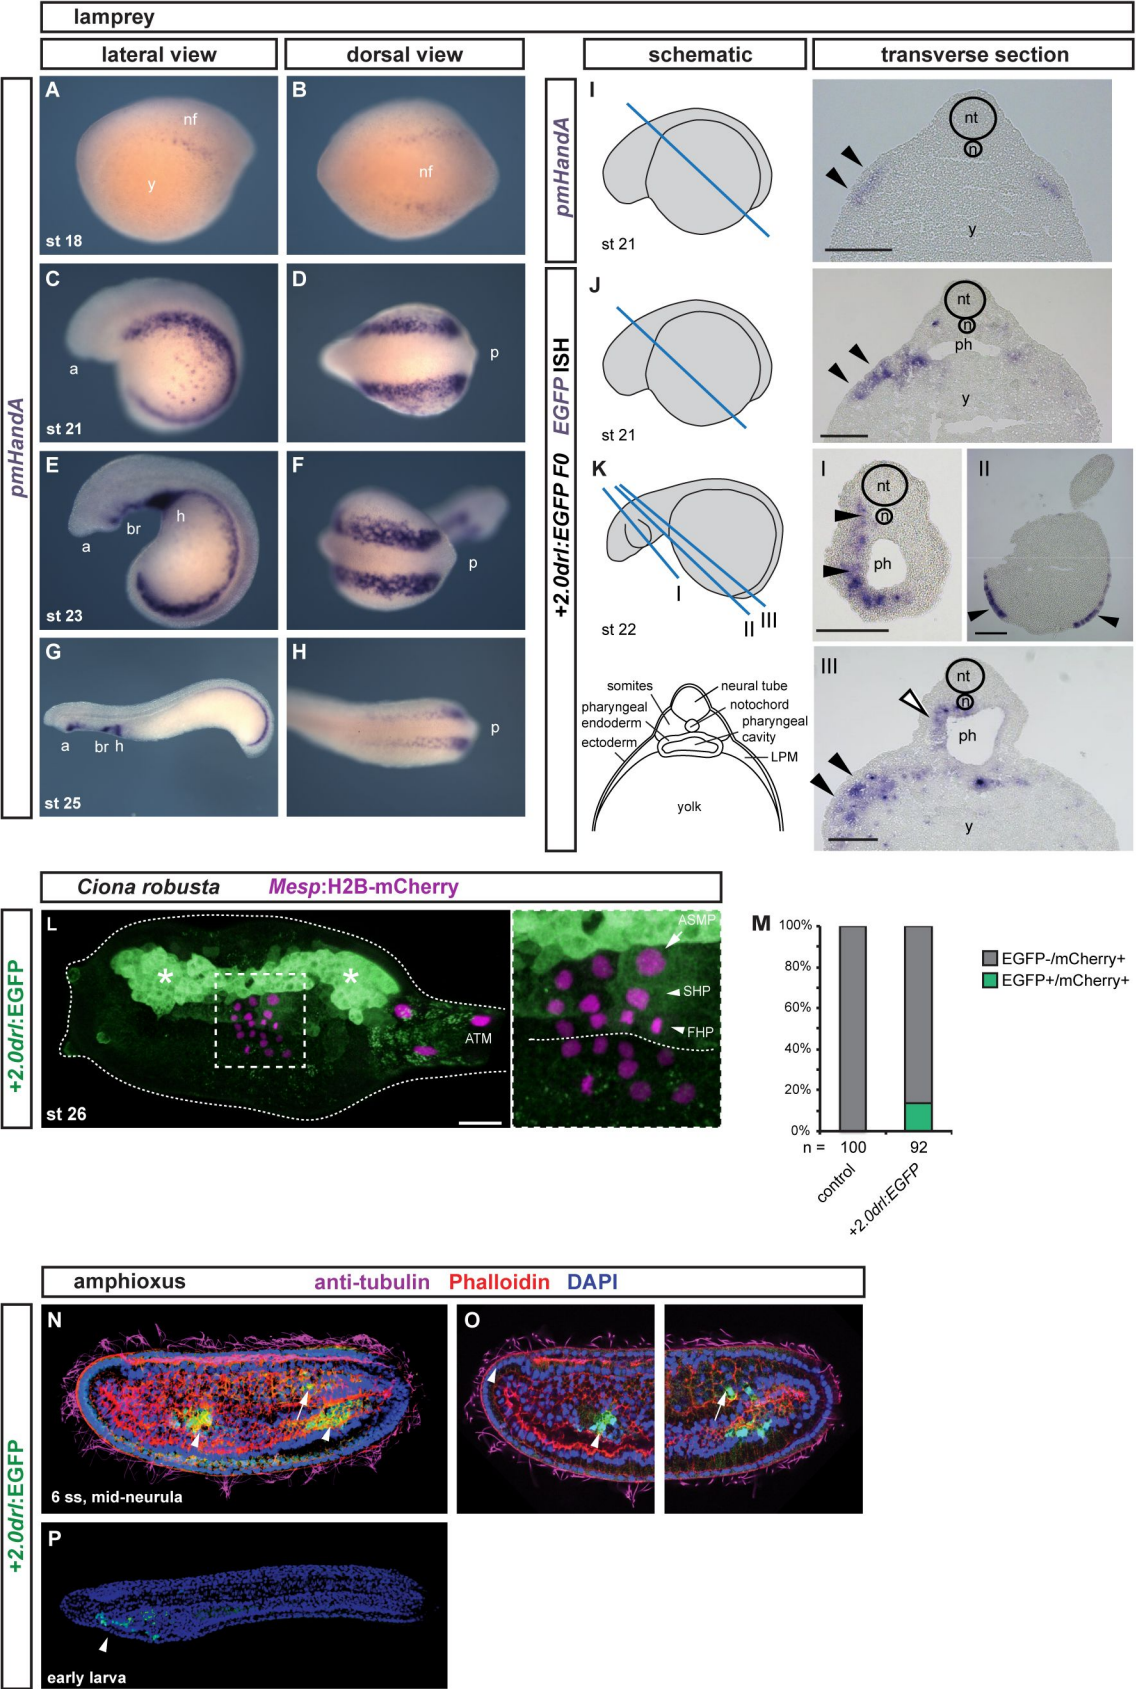 lamprey
lateral view
dorsal view
schematic
transverse section
pmHandA
A
nf
y
st 18
B
nf
C
a
st 21
D
p
E
a
br
h
st 23
F
p
G
a
br
h
st 25
H
p
pmHandA
I
st 21
nt
n
y
+2.0drl:EGFP F0 EGFP ISH
J
st 21
nt
n
ph
y
K
I
II
III
st 22
I
nt
n
ph
II
somites
neural tube
pharyngeal
endoderm
notochord
pharyngeal
cavity
ectoderm
LPM
yolk
III
nt
n
ph
y
Ciona robusta Mesp:H2B-mCherry
+2.0drl:EGFP
L
*
*
ATM
st 26
ASMP
SHP
FHP
M
100%
80%
60%
40%
20%
0%
n = 100 92
control
+2.0drl:EGFP
EGFP-/mCherry+
EGFP+/mCherry+
amphioxus anti-tubulin Phalloidin DAPI
+2.0drl:EGFP
N
6 ss, mid-neurula
O
P
early larva